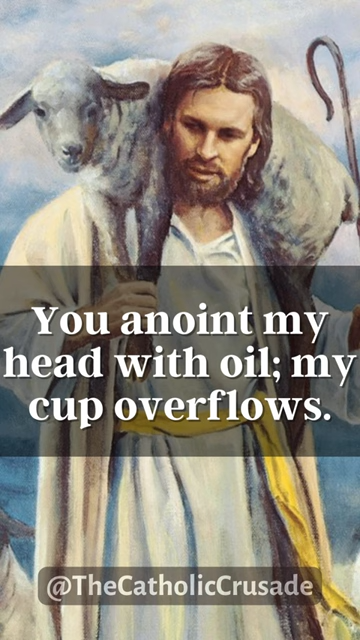 You anoint my
head with oil; my
cup overflows.
@TheCatholicCrusade